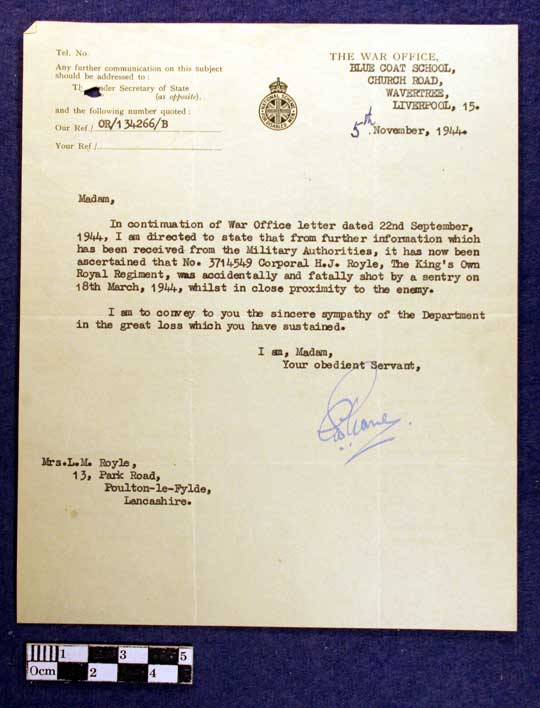 Tel. No.
Any further communication on this subject
should be addressed to :
The Under Secretary of State
(as opposite).
and the following number quoted :
Our Ref./ OR/134266/B
Your Ref./
THE WAR OFFICE,
BLUE COAT SCHOOL,
CHURCH ROAD,
WAVERTREE,
LIVERPOOL, 15.
5th November, 1944.
Madam,
In continuation of War Office letter dated 22nd September,
1944, I am directed to state that from further information which
has been received from the Military Authorities, it has now been
ascertained that No. 3714549 Corporal H.J. Royle, The King's Own
Royal Regiment, was accidentally and fatally shot by a sentry on
18th March, 1944, whilst in close proximity to the enemy.
I am to convey to you the sincere sympathy of the Department
in the great loss which you have sustained.
I am, Madam,
Your obedient Servant,
Mrs.L.M. Royle,
13, Park Road,
Poulton-le-Fylde,
Lancashire.
0cm 1 2 3 4 5